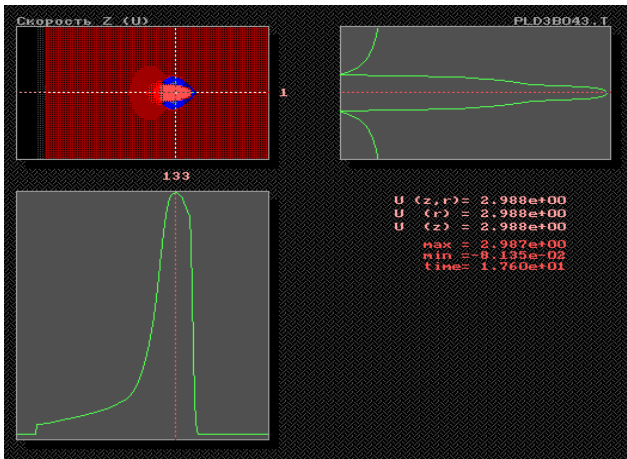 Скорость Z (U)
PLD3BO43.T
1
133
U (z,r)= 2.988e+00
U (r) = 2.988e+00
U (z) = 2.988e+00
max = 2.987e+00
min =-8.135e-02
time= 1.760e+01